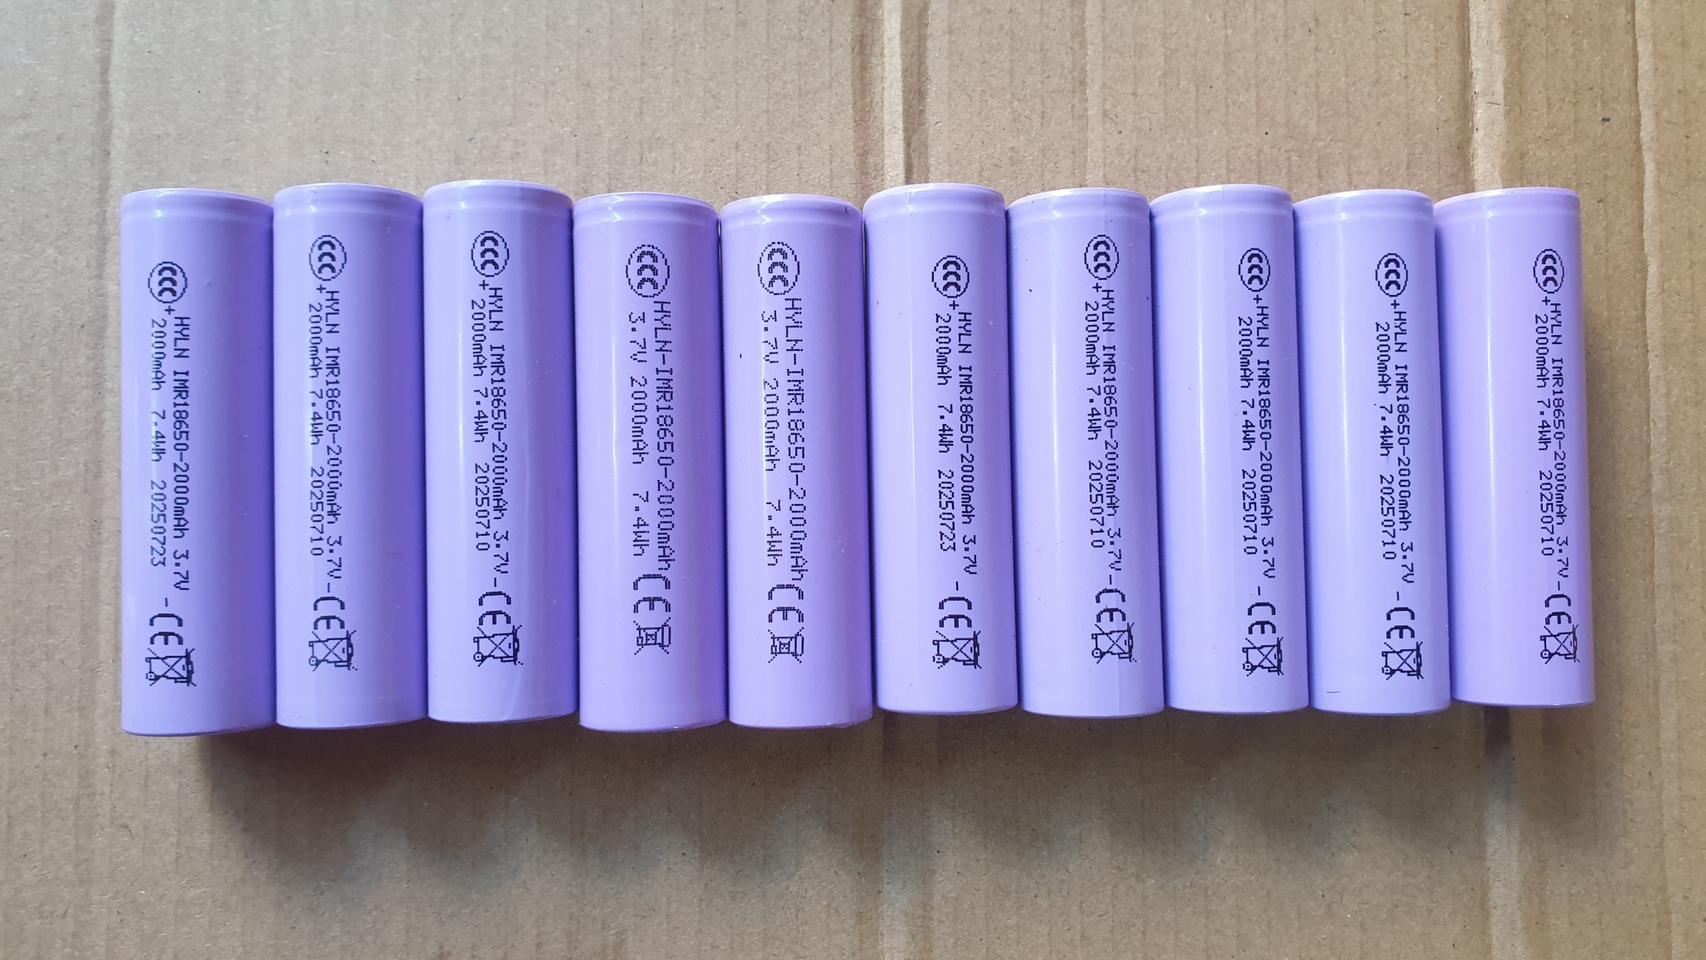 CCC
+HYLN IMR18650-2000mAh 3.7V -CE
2000mAh 7.4Wh 20250723
CCC
+HYLN IMR18650-2000mAh 3.7V-CE
2000mAh 7.4Wh 20250710
CCC
+HYLN IMR18650-2000mAh 3.7V-CE
2000mAh 7.4Wh 20250710
CCC
HYLN-IMR18650-2000mAh CE
3.7V 2000mAh 7.4Wh
CCC
HYLN-IMR18650-2000mAh CE
3.7V 2000mAh 7.4Wh
CCC
+HYLN IMR18650-2000mAh 3.7V -CE
2000mAh 7.4Wh 20250723
CCC
+HYLN IMR18650-2000mAh 3.7V-CE
2000mAh 7.4Wh 20250710
CCC
+HYLN IMR18650-2000mAh 3.7V -CE
2000mAh 7.4Wh 20250710
CCC
+HYLN IMR18650-2000mAh 3.7V -CE
2000mAh 7.4Wh 20250710
CCC
+HYLN IMR18650-2000mAh 3.7V-CE
2000mAh 7.4Wh 20250710